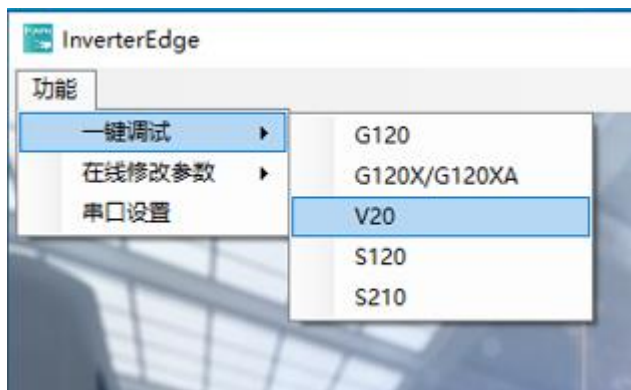 InverterEdge
功能
一键调试
在线修改参数
串口设置
G120
G120X/G120XA
V20
S120
S210